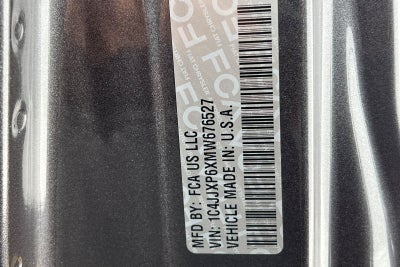 MFD BY: FCA US LLC
VIN: 1C4JJXP6XMW676527
VEHICLE MADE IN: U.S.A.